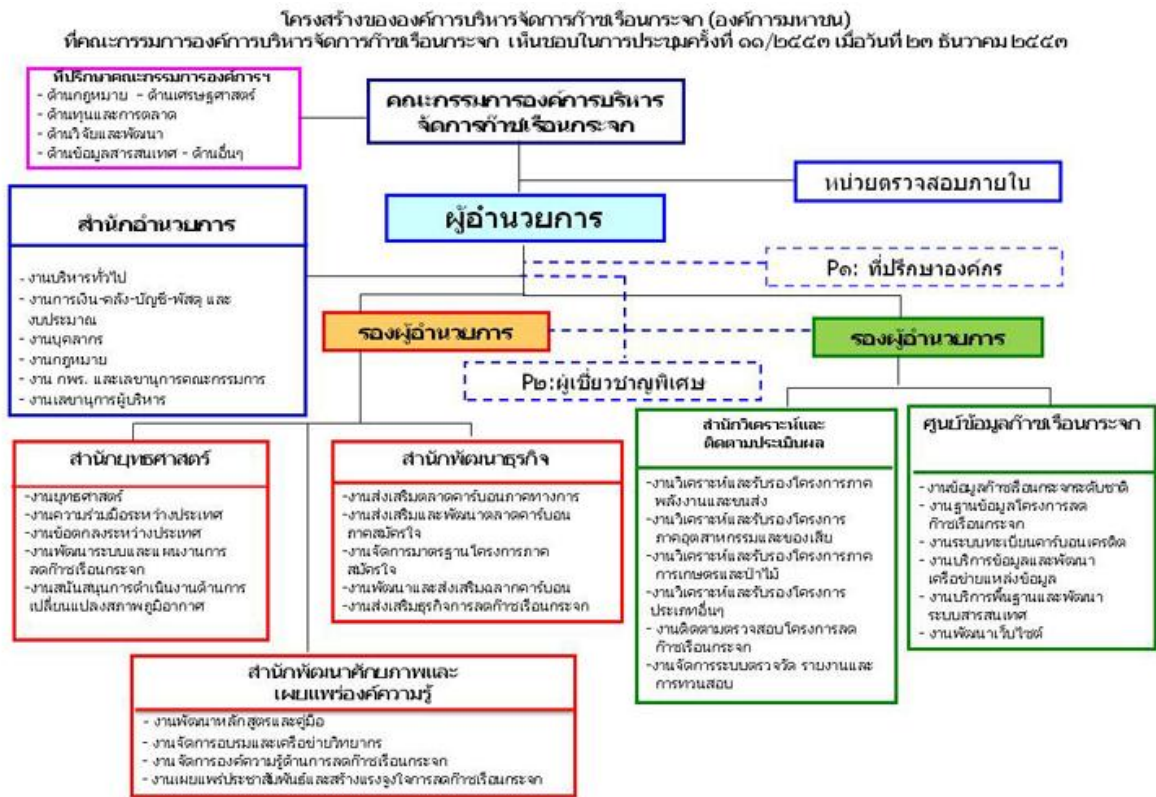 โครงสร้างขององค์การบริหารจัดการก๊าซเรือนกระจก (องค์การมหาชน)
ที่คณะกรรมการองค์การบริหารจัดการก๊าซเรือนกระจก เห็นชอบในการประชุมครั้งที่ ๑๑/๒๕๕๓ เมื่อวันที่ ๒๓ ธันวาคม ๒๕๕๓
ที่ปรึกษาคณะกรรมการองค์การฯ
- ด้านกฎหมาย - ด้านเศรษฐศาสตร์
- ด้านทุนและการตลาด
- ด้านวิจัยและพัฒนา
- ด้านข้อมูลสารสนเทศ - ด้านอื่นๆ
คณะกรรมการองค์การบริหาร
จัดการก๊าซเรือนกระจก
หน่วยตรวจสอบภายใน
ผู้อำนวยการ
สำนักอำนวยการ
- งานบริหารทั่วไป
- งานการเงิน-คลัง-บัญชี-พัสดุ และ
งบประมาณ
- งานบุคลากร
- งานกฎหมาย
- งาน กพร. และเลขานุการคณะกรรมการ
- งานเลขานุการผู้บริหาร
P๑: ที่ปรึกษาองค์กร
รองผู้อำนวยการ
รองผู้อำนวยการ
P๒:ผู้เชี่ยวชาญพิเศษ
สำนักยุทธศาสตร์
-งานยุทธศาสตร์
-งานความร่วมมือระหว่างประเทศ
-งานข้อตกลงระหว่างประเทศ
-งานพัฒนาระบบและแผนงานการ
ลดก๊าซเรือนกระจก
-งานสนับสนุนการดำเนินงานด้านการ
เปลี่ยนแปลงสภาพภูมิอากาศ
สำนักพัฒนาธุรกิจ
-งานส่งเสริมตลาดคาร์บอนภาคทางการ
-งานส่งเสริมและพัฒนาตลาดคาร์บอน
ภาคสมัครใจ
-งานจัดการมาตรฐานโครงการภาค
สมัครใจ
-งานพัฒนาและส่งเสริมฉลากคาร์บอน
-งานส่งเสริมธุรกิจการลดก๊าซเรือนกระจก
สำนักวิเคราะห์และ
ติดตามประเมินผล
-งานวิเคราะห์และรับรองโครงการภาค
พลังงานและขนส่ง
-งานวิเคราะห์และรับรองโครงการ
ภาคอุตสาหกรรมและของเสีย
-งานวิเคราะห์และรับรองโครงการภาค
การเกษตรและป่าไม้
-งานวิเคราะห์และรับรองโครงการ
ประเภทอื่นๆ
- งานติดตามตรวจสอบโครงการลด
ก๊าซเรือนกระจก
-งานจัดการระบบตรวจวัด รายงานและ
การทวนสอบ
ศูนย์ข้อมูลก๊าซเรือนกระจก
-งานข้อมูลก๊าซเรือนกระจกระดับชาติ
- งานฐานข้อมูลโครงการลด
ก๊าซเรือนกระจก
-งานระบบทะเบียนคาร์บอนเครดิต
-งานบริการข้อมูลและพัฒนา
เครือข่ายแหล่งข้อมูล
-งานบริการพื้นฐานและพัฒนา
ระบบสารสนเทศ
-งานพัฒนาเว็บไซต์
สำนักพัฒนาศักยภาพและ
เผยแพร่องค์ความรู้
- งานพัฒนาหลักสูตรและคู่มือ
- งานจัดการอบรมและเครือข่ายวิทยากร
- งานจัดการองค์ความรู้ด้านการลดก๊าซเรือนกระจก
-งานเผยแพร่ประชาสัมพันธ์และสร้างแรงจูงใจการลดก๊าซเรือนกระจก